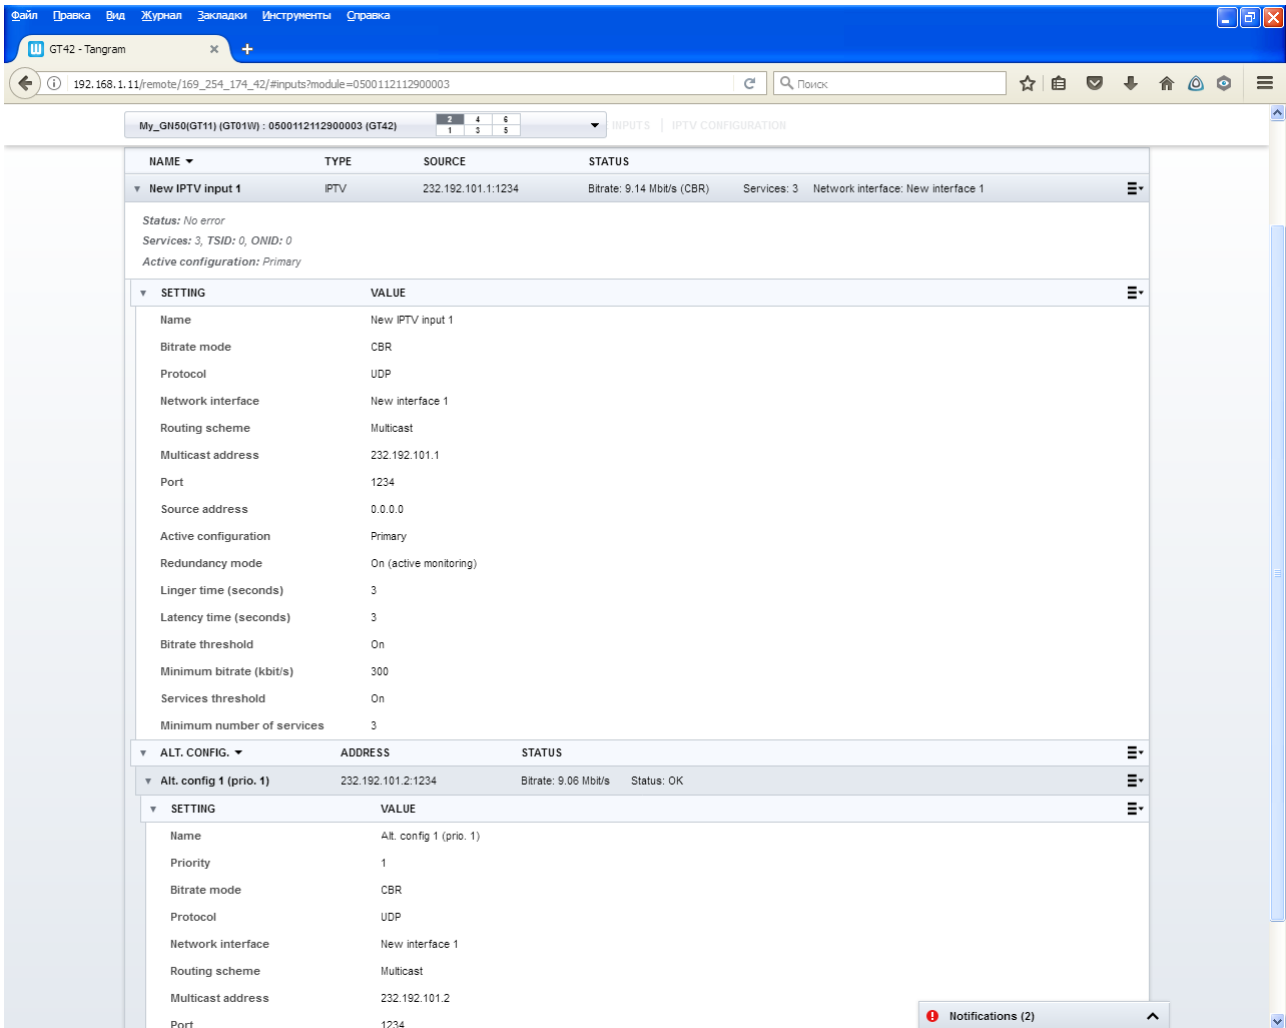 Файл Правка Вид Журнал Закладки Инструменты Справка
GT42 - Tangram
192.168.1.11/remote/169_254_174_42/#inputs?module=0500112112900003 Поиск
My_GN50(GT11) (GT01W) : 0500112112900003 (GT42) 2 4 6 INPUTS | IPTV CONFIGURATION
1 3 5
NAME TYPE SOURCE STATUS
New IPTV input 1 IPTV 232.192.101.1:1234 Bitrate: 9.14 Mbit/s (CBR) Services: 3 Network interface: New interface 1
Status: No error
Services: 3, TSID: 0, ONID: 0
Active configuration: Primary
SETTING VALUE
Name New IPTV input 1
Bitrate mode CBR
Protocol UDP
Network interface New interface 1
Routing scheme Multicast
Multicast address 232.192.101.1
Port 1234
Source address 0.0.0.0
Active configuration Primary
Redundancy mode On (active monitoring)
Linger time (seconds) 3
Latency time (seconds) 3
Bitrate threshold On
Minimum bitrate (kbit/s) 300
Services threshold On
Minimum number of services 3
ALT. CONFIG. ADDRESS STATUS
Alt. config 1 (prio. 1) 232.192.101.2:1234 Bitrate: 9.06 Mbit/s Status: OK
SETTING VALUE
Name Alt. config 1 (prio. 1)
Priority 1
Bitrate mode CBR
Protocol UDP
Network interface New interface 1
Routing scheme Multicast
Multicast address 232.192.101.2
Port 1234
Notifications (2)